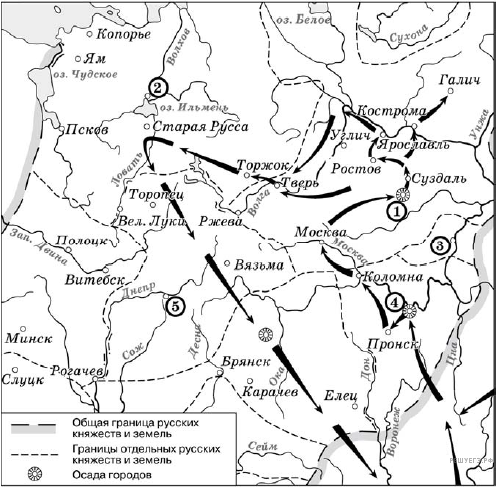 оз. Белое
Сухона
Копорье
Волхов
Ям
оз. Чудское
Галич
2
оз. Ильмень
Кострома
Унжа
Псков
Старая Русса
Углич
Ярославль
Ловать
Торжок
Ростов
Суздаль
Торопец
Тверь
Волга
1
Вел. Луки
Ржева
Москва
Зап. Двина
Полоцк
Москва
3
Вязьма
Витебск
Коломна
Днепр
5
4
Минск
Сож
Десна
Пронск
Цна
Слуцк
Рогачев
Брянск
Ока
Дон
Карачев
Елец
Воронеж
Сейм
Общая граница русских
княжеств и земель
Границы отдельных русских
княжеств и земель
Осада городов
РЕШУЕГЭ.РФ